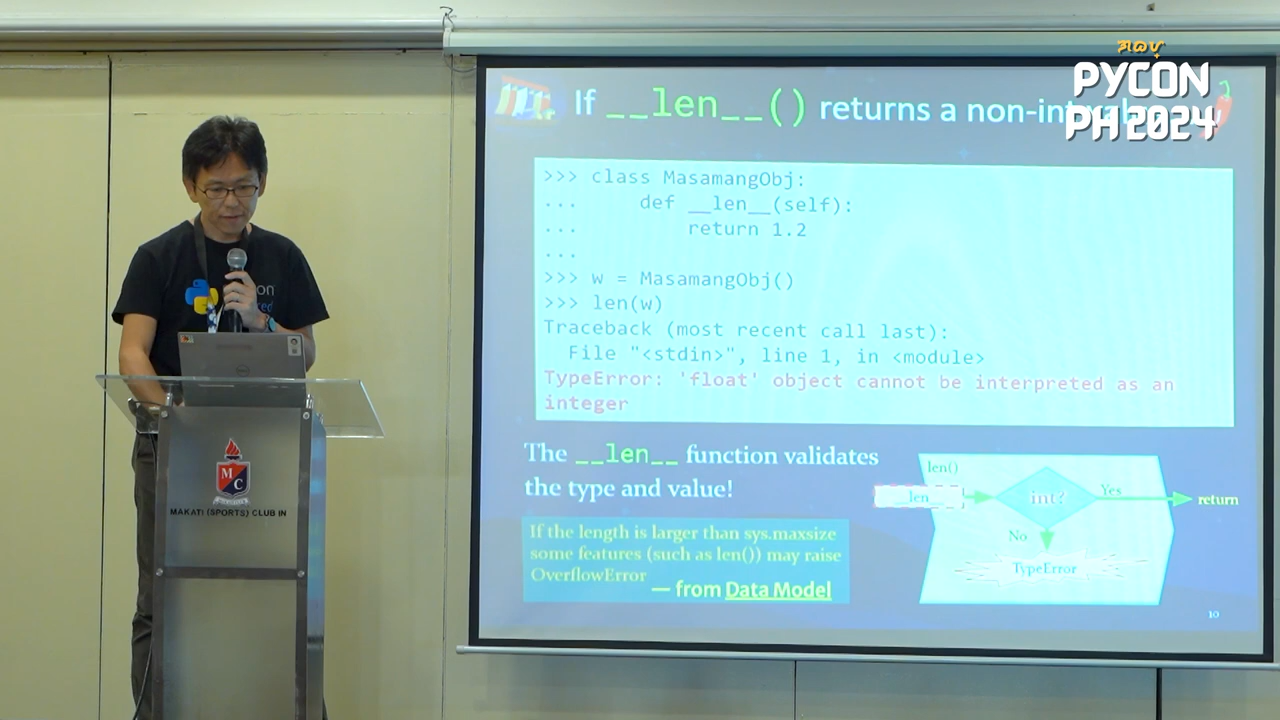 ᜉᜌ᜔ᜃᜓᜈ᜔
PYCON
PH 2024
If __len__() returns a non-int
>>> class MasamangObj:
...     def __len__(self):
...         return 1.2
...
>>> w = MasamangObj()
>>> len(w)
Traceback (most recent call last):
  File "<stdin>", line 1, in <module>
TypeError: 'float' object cannot be interpreted as an
integer
The __len__ function validates
the type and value!
If the length is larger than sys.maxsize
some features (such as len()) may raise
OverflowError
— from Data Model
len()
__len__
int?
Yes
return
No
TypeError
10
M
C
MAKATI (SPORTS) CLUB IN